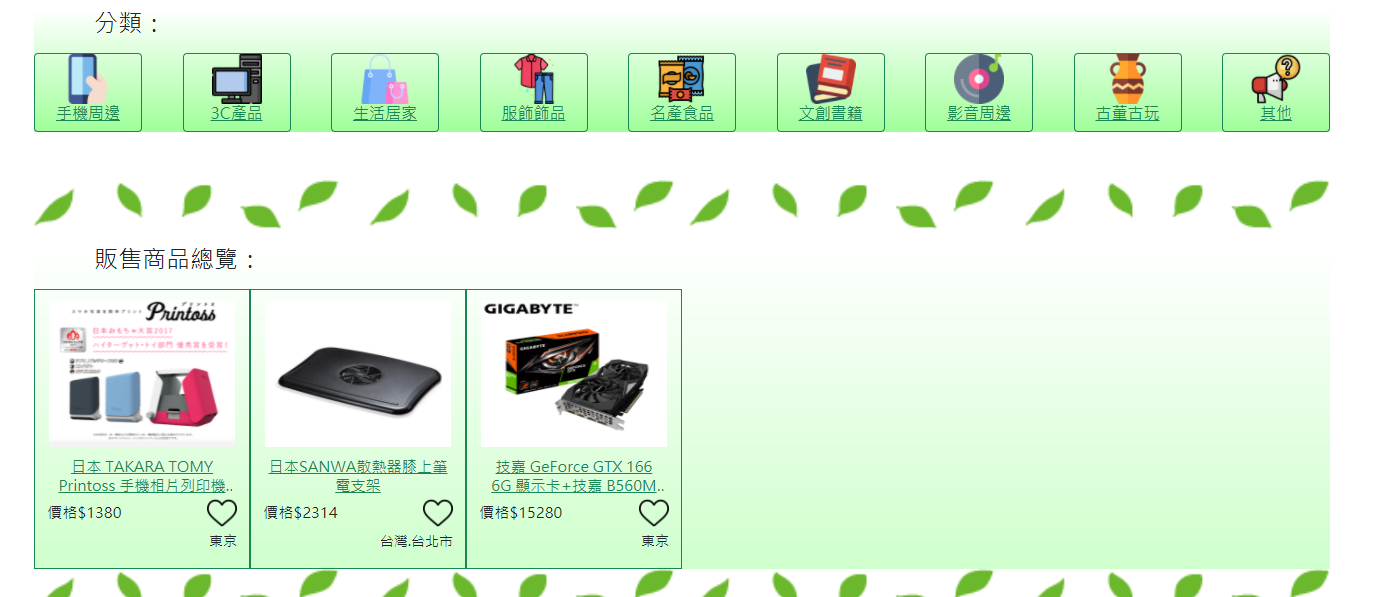 分類：
手機周邊
3C產品
生活居家
服飾飾品
名產食品
文創書籍
影音周邊
古董古玩
其他
販售商品總覽：
プリントス
Printoss
日本おもちゃ大賞2017
ハイターゲット・トイ部門 優秀賞を受賞!
日本 TAKARA TOMY
Printoss 手機相片列印機..
價格$1380
東京
日本SANWA散熱器膝上筆
電支架
價格$2314
台灣.台北市
GIGABYTE™
GIGABYTE
技嘉 GeForce GTX 166
6G 顯示卡+技嘉 B560M..
價格$15280
東京